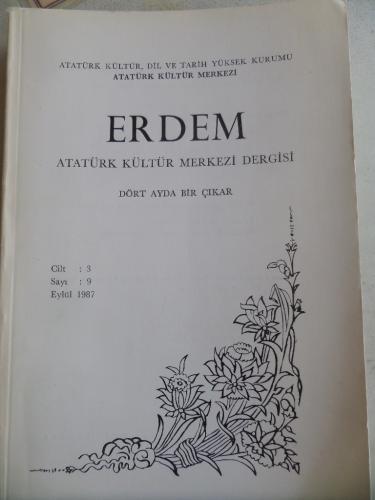 ATATÜRK KÜLTÜR, DİL VE TARİH YÜKSEK KURUMU
ATATÜRK KÜLTÜR MERKEZİ
ERDEM
ATATÜRK KÜLTÜR MERKEZİ DERGİSİ
DÖRT AYDA BİR ÇIKAR
Cilt : 3
Sayı : 9
Eylül 1987